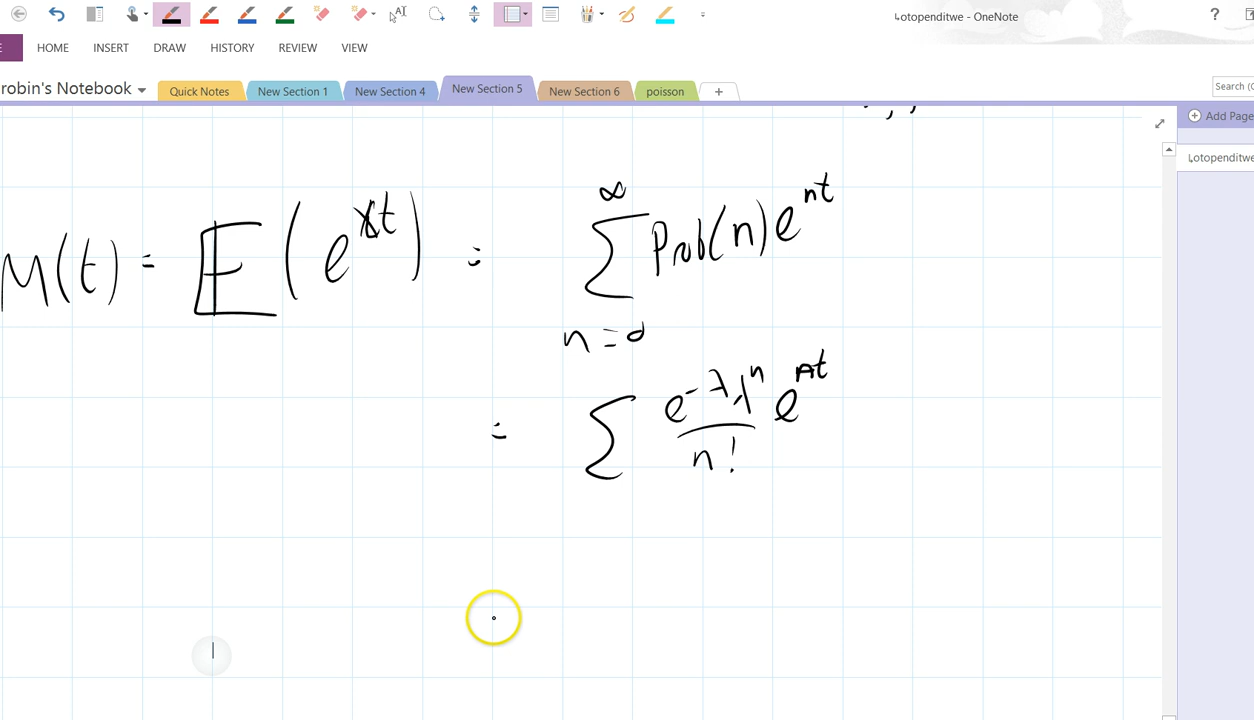 Lotopenditwe - OneNote
?
E
HOME INSERT DRAW HISTORY REVIEW VIEW
robin's Notebook
Quick Notes New Section 1 New Section 4 New Section 5 New Section 6 poisson +
Search (C
Add Page
Lotopenditwe
M(t) = E(e^{Xt}) = ∑_{n=0}^{∞} Prob(n) e^{nt}
= ∑ \frac{e^{-λ} λ^n}{n!} e^{nt}